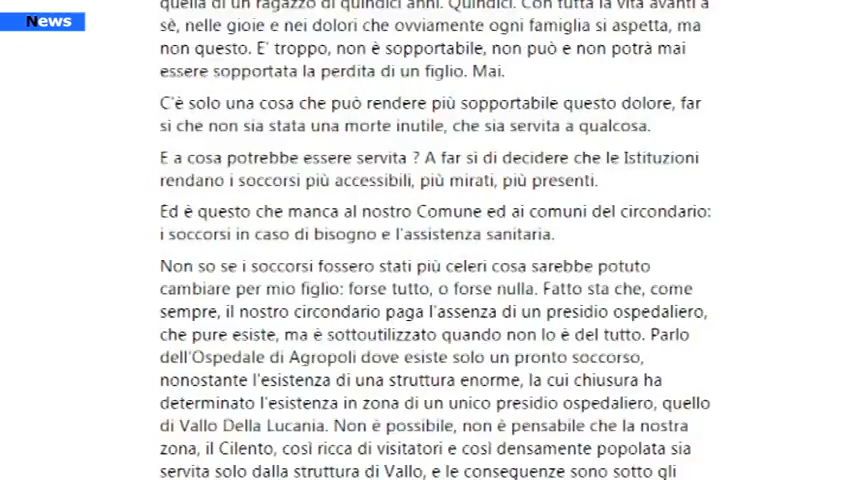 News
quella di un ragazzo di quindici anni. Quindici. Con tutta la vita avanti a
sè, nelle gioie e nei dolori che ovviamente ogni famiglia si aspetta, ma
non questo. E' troppo, non è sopportabile, non può e non potrà mai
essere sopportata la perdita di un figlio. Mai.
C'è solo una cosa che può rendere più sopportabile questo dolore, far
sì che non sia stata una morte inutile, che sia servita a qualcosa.
E a cosa potrebbe essere servita ? A far sì di decidere che le Istituzioni
rendano i soccorsi più accessibili, più mirati, più presenti.
Ed è questo che manca al nostro Comune ed ai comuni del circondario:
i soccorsi in caso di bisogno e l'assistenza sanitaria.
Non so se i soccorsi fossero stati più celeri cosa sarebbe potuto
cambiare per mio figlio: forse tutto, o forse nulla. Fatto sta che, come
sempre, il nostro circondario paga l'assenza di un presidio ospedaliero,
che pure esiste, ma è sottoutilizzato quando non lo è del tutto. Parlo
dell'Ospedale di Agropoli dove esiste solo un pronto soccorso,
nonostante l'esistenza di una struttura enorme, la cui chiusura ha
determinato l'esistenza in zona di un unico presidio ospedaliero, quello
di Vallo Della Lucania. Non è possibile, non è pensabile che la nostra
zona, il Cilento, così ricca di visitatori e così densamente popolata sia
servita solo dalla struttura di Vallo, e le conseguenze sono sotto gli